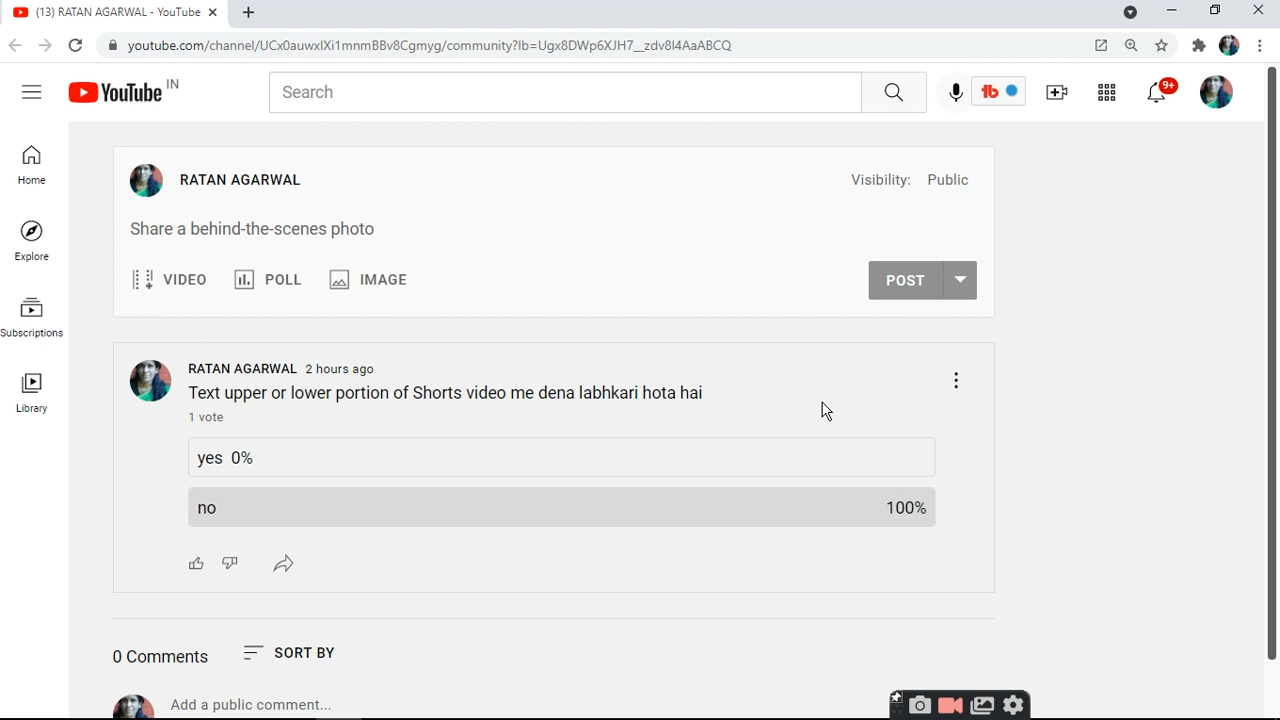 (13) RATAN AGARWAL - YouTube
youtube.com/channel/UCx0auwxlXi1mnmBBv8Cgmyg/community?lb=Ugx8DWp6XJH7__zdv8l4AaABCQ
YouTube IN
Search
tb
9+
Home
Explore
Subscriptions
Library
RATAN AGARWAL
Visibility: Public
Share a behind-the-scenes photo
VIDEO POLL IMAGE
POST
RATAN AGARWAL 2 hours ago
Text upper or lower portion of Shorts video me dena labhkari hota hai
1 vote
yes 0%
no 100%
0 Comments SORT BY
Add a public comment...